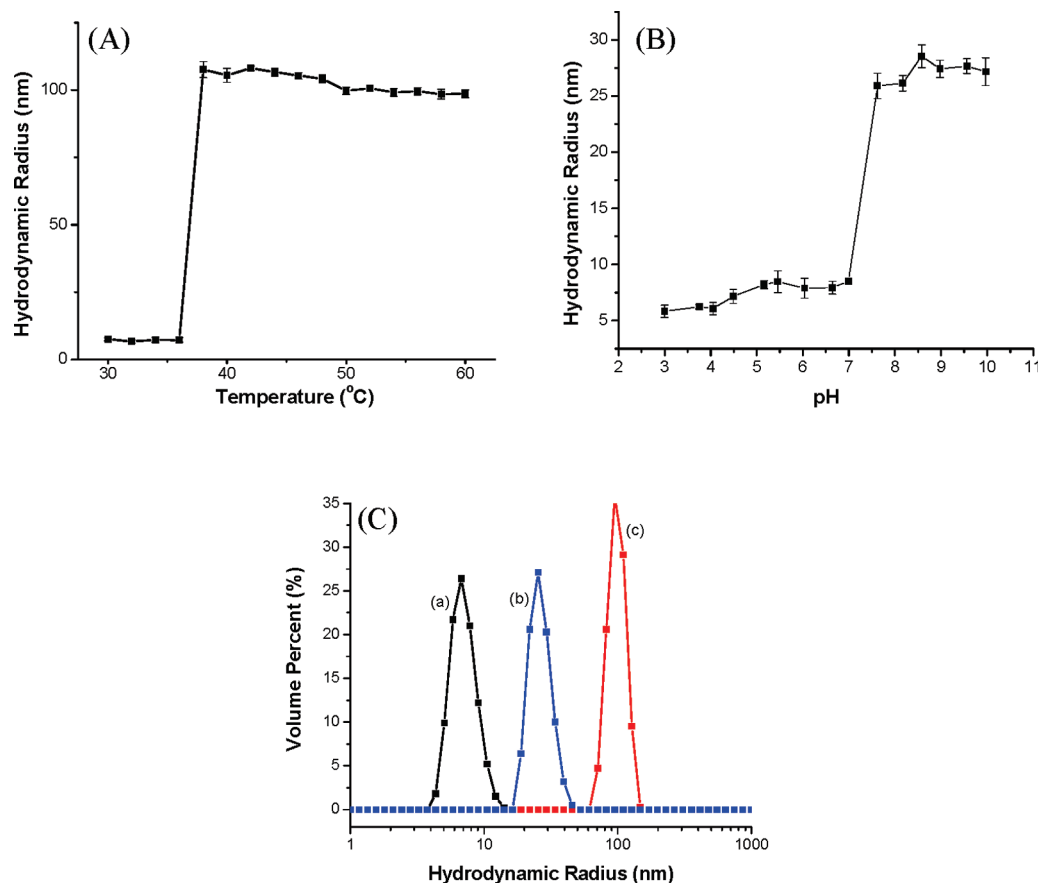 (A)
Hydrodynamic Radius (nm)
100
50
0
30
40
50
60
Temperature (°C)
(B)
Hydrodynamic Radius (nm)
30
25
20
15
10
5
2
3
4
5
6
7
8
9
10
11
pH
(C)
Volume Percent (%)
35
30
25
20
15
10
5
0
(a)
(b)
(c)
1
10
100
1000
Hydrodynamic Radius (nm)